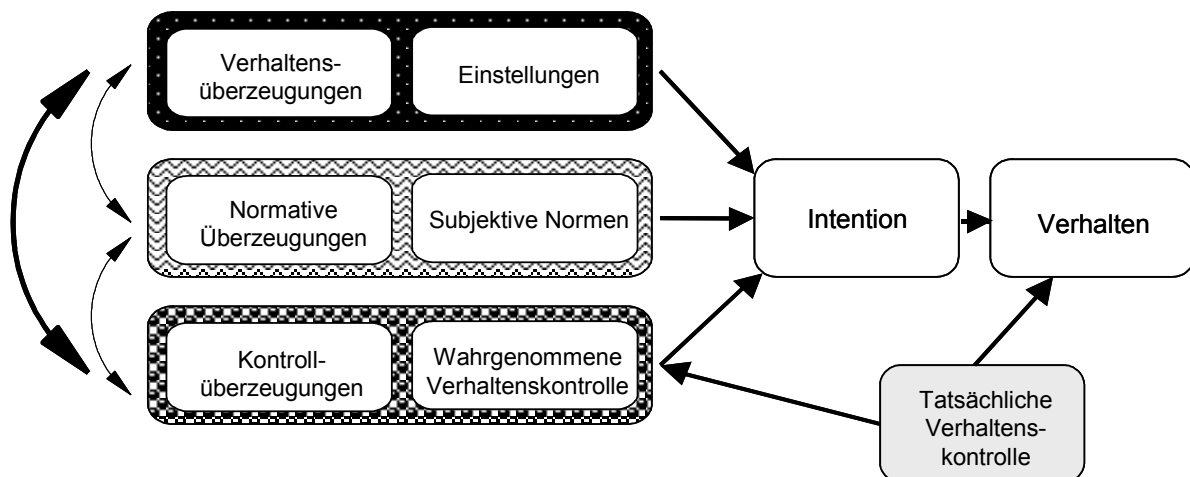 Verhaltens-
überzeugungen
Einstellungen
Normative
Überzeugungen
Subjektive Normen
Kontroll-
überzeugungen
Wahrgenommene
Verhaltenskontrolle
Intention
Verhalten
Tatsächliche
Verhaltens-
kontrolle